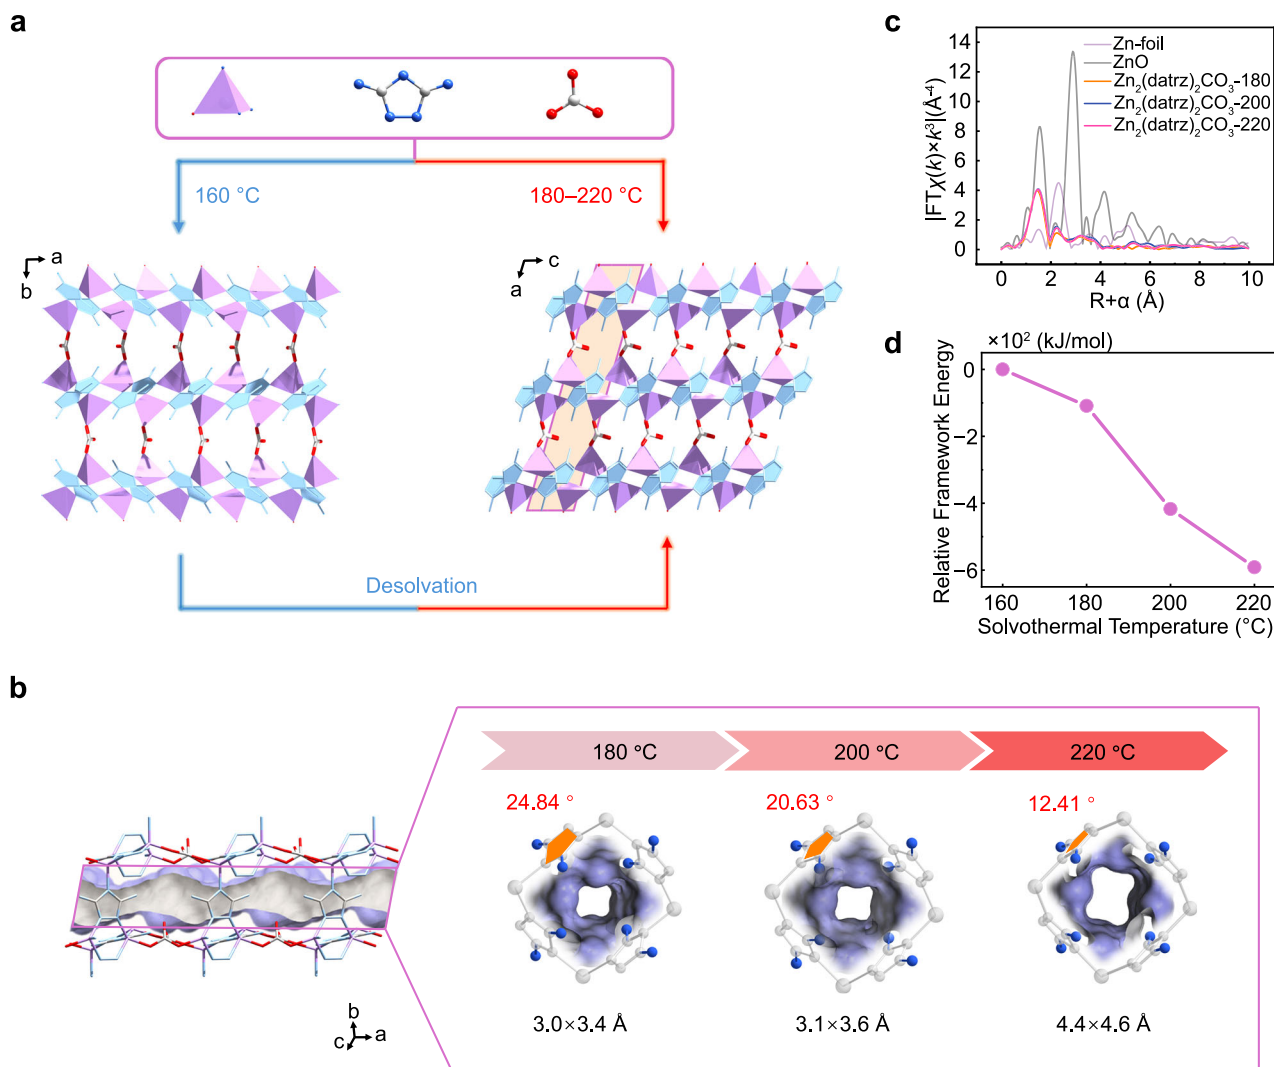 a
160 °C
180–220 °C
a
b
c
a
Desolvation
c
|FTχ(k)×k³|(Å⁻⁴)
14
12
10
8
6
4
2
0
Zn-foil
ZnO
Zn₂(datrz)₂CO₃-180
Zn₂(datrz)₂CO₃-200
Zn₂(datrz)₂CO₃-220
0 2 4 6 8 10
R+α (Å)
d
×10² (kJ/mol)
Relative Framework Energy
0
−2
−4
−6
160 180 200 220
Solvothermal Temperature (°C)
b
180 °C 200 °C 220 °C
24.84 ° 20.63 ° 12.41 °
3.0×3.4 Å 3.1×3.6 Å 4.4×4.6 Å
b
c a